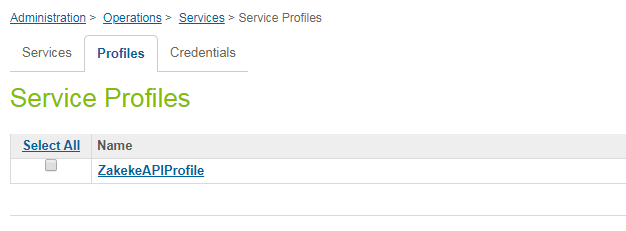 Administration > Operations > Services > Service Profiles
Services Profiles Credentials
Service Profiles
Select All Name
ZakekeAPIProfile